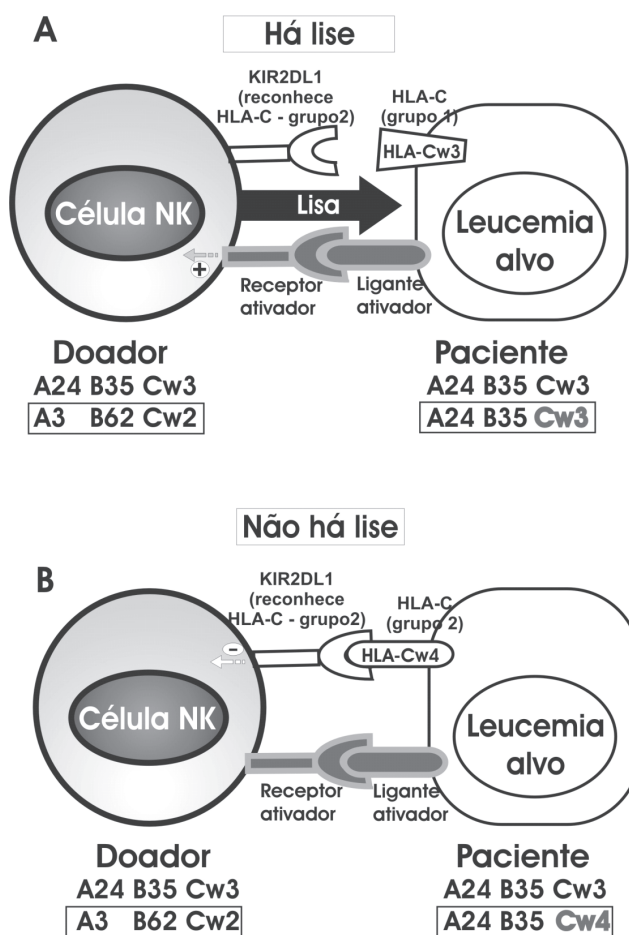 A
Há lise
KIR2DL1
(reconhece
HLA-C - grupo2)
HLA-C
(grupo 1)
HLA-Cw3
Célula NK
Lisa
Leucemia
alvo
+
Receptor
ativador
Ligante
ativador
Doador
A24 B35 Cw3
A3 B62 Cw2
Paciente
A24 B35 Cw3
A24 B35 Cw3
Não há lise
B
KIR2DL1
(reconhece
HLA-C - grupo2)
HLA-C
(grupo 2)
-
HLA-Cw4
Célula NK
Leucemia
alvo
Receptor
ativador
Ligante
ativador
Doador
A24 B35 Cw3
A3 B62 Cw2
Paciente
A24 B35 Cw3
A24 B35 Cw4